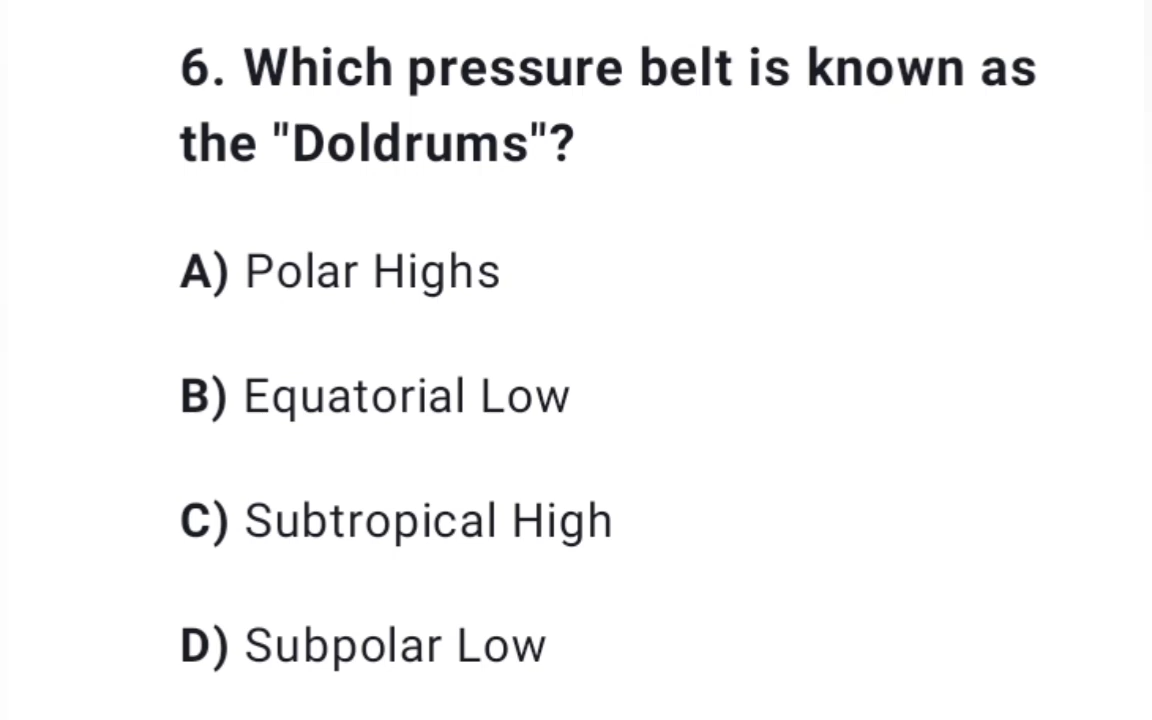 6. Which pressure belt is known as
the "Doldrums"?
A) Polar Highs
B) Equatorial Low
C) Subtropical High
D) Subpolar Low